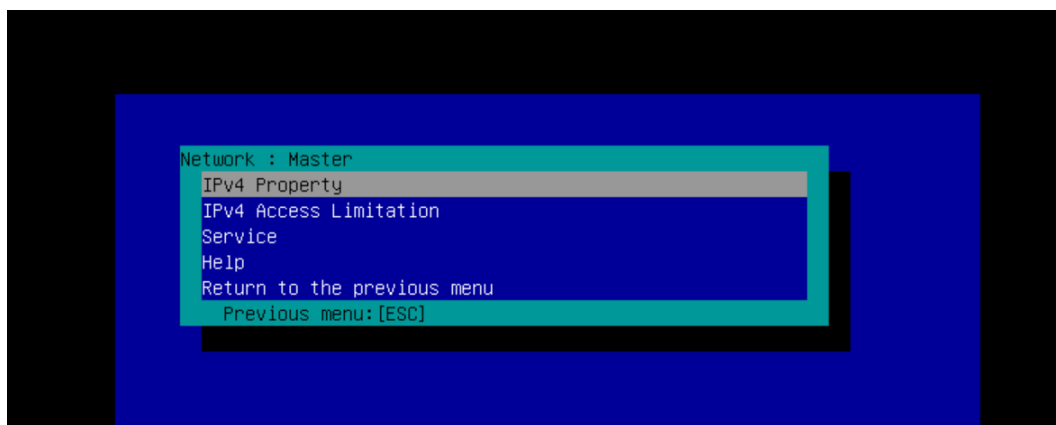 Network : Master
IPv4 Property
IPv4 Access Limitation
Service
Help
Return to the previous menu
Previous menu:[ESC]